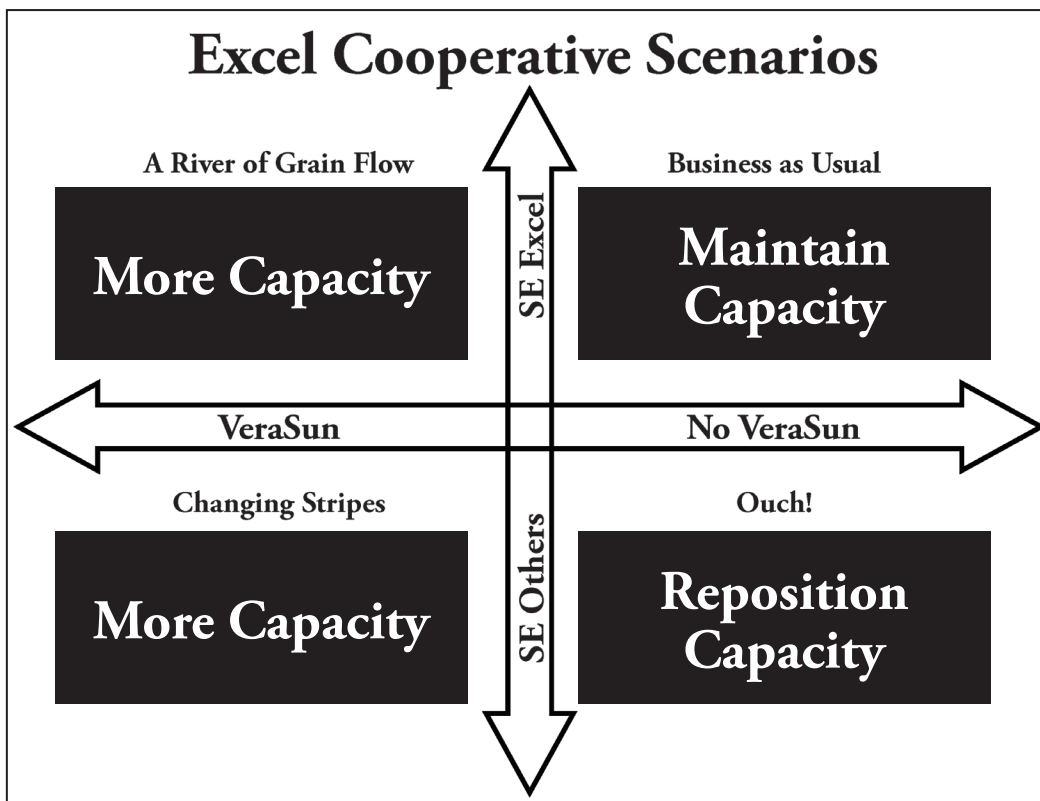 Excel Cooperative Scenarios
A River of Grain Flow
Business as Usual
More Capacity
Maintain
Capacity
SE Excel
VeraSun
No VeraSun
Changing Stripes
Ouch!
More Capacity
Reposition
Capacity
SE Others